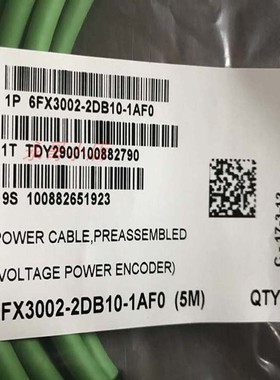 1P 6FX3002-2DB10-1AF0
1T TDY2900100882790
9S 100882651923
POWER CABLE,PREASSEMBLED
VOLTAGE POWER ENCODER)
FX3002-2DB10-1AF0 (5M)
QTY